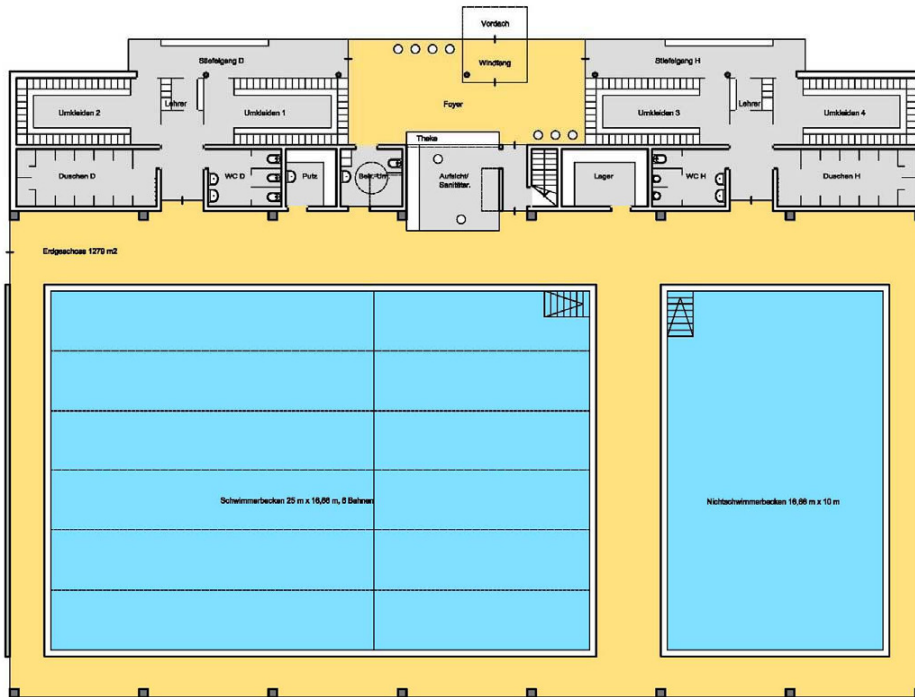 Vordach
Windfang
Stiefelgang D
Stiefelgang H
Foyer
Umkleiden 2
Lehrer
Umkleiden 1
Umkleiden 3
Lehrer
Umkleiden 4
Theke
Duschen D
WC D
Putz
Aufsicht/
Sanitäter.
Lager
WC H
Duschen H
Erdgeschoss 1279 m2
Schwimmerbecken 25 m x 16,66 m, 6 Bahnen
Nichtschwimmerbecken 16,66 m x 10 m